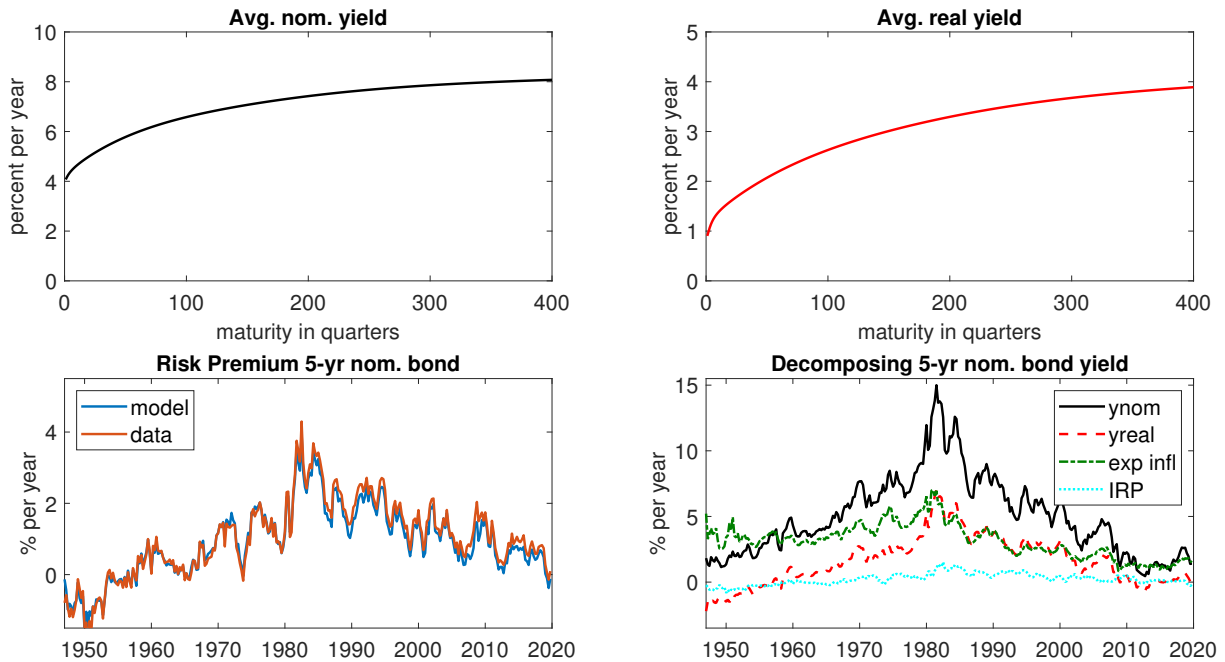 Avg. nom. yield
10
8
6
4
2
0
percent per year
0 100 200 300 400
maturity in quarters
Avg. real yield
5
4
3
2
1
0
percent per year
0 100 200 300 400
maturity in quarters
Risk Premium 5-yr nom. bond
model
data
4
2
0
% per year
1950 1960 1970 1980 1990 2000 2010 2020
Decomposing 5-yr nom. bond yield
ynom
yreal
exp infl
IRP
15
10
5
0
% per year
1950 1960 1970 1980 1990 2000 2010 2020